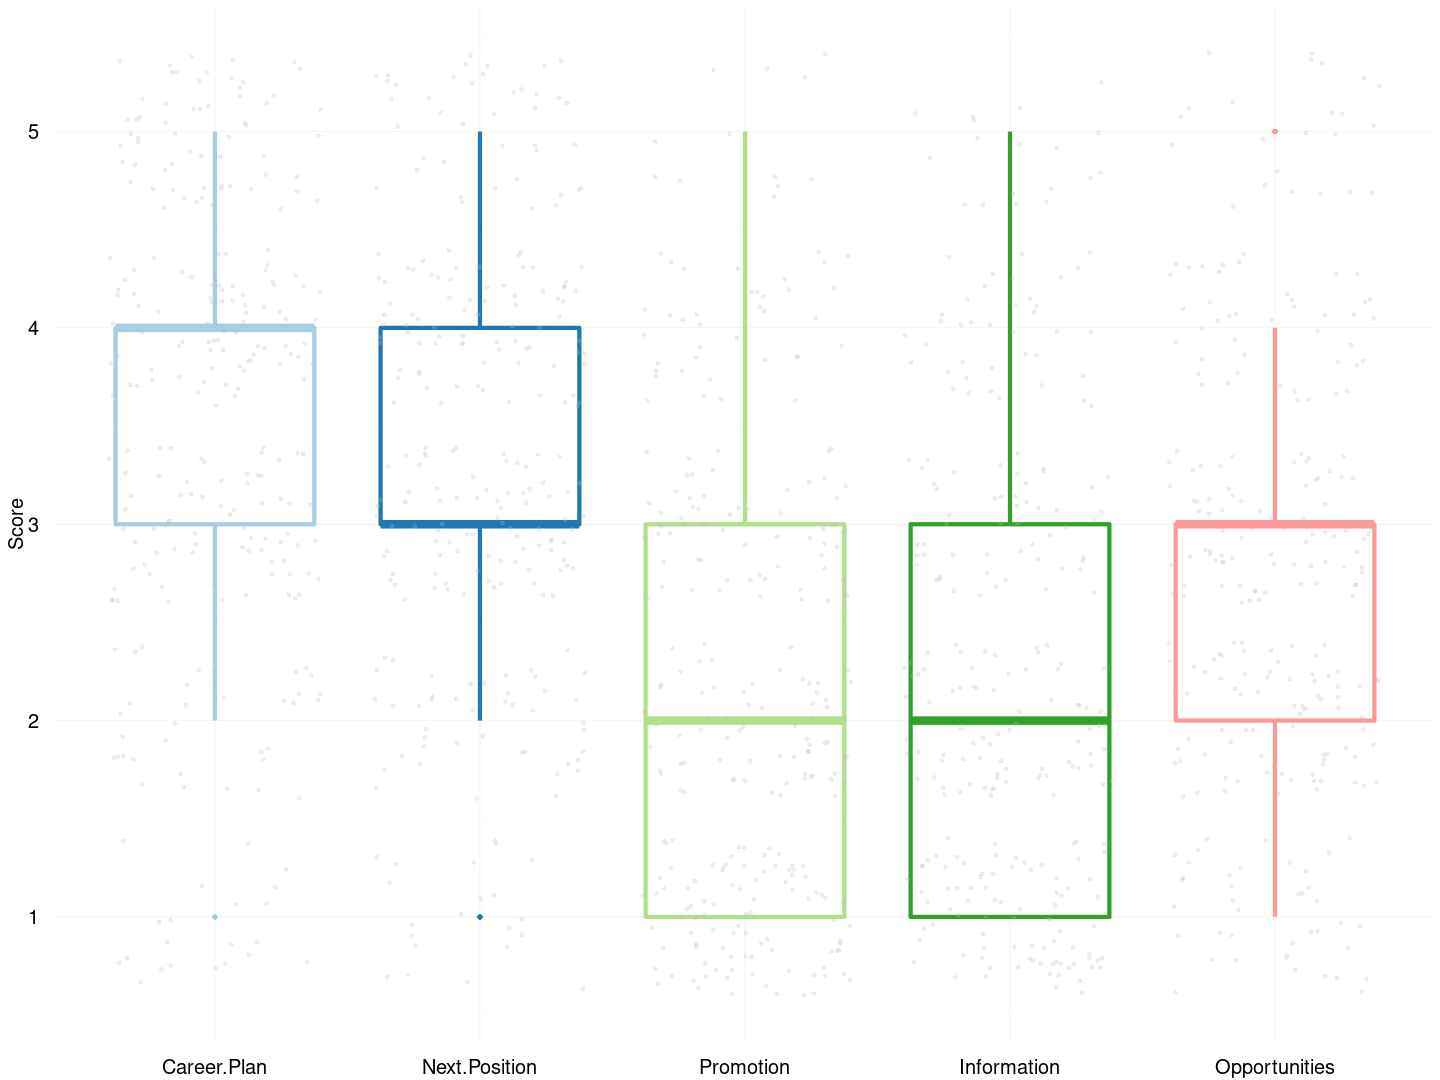 5
4
3
2
1
Score
Career.Plan
Next.Position
Promotion
Information
Opportunities